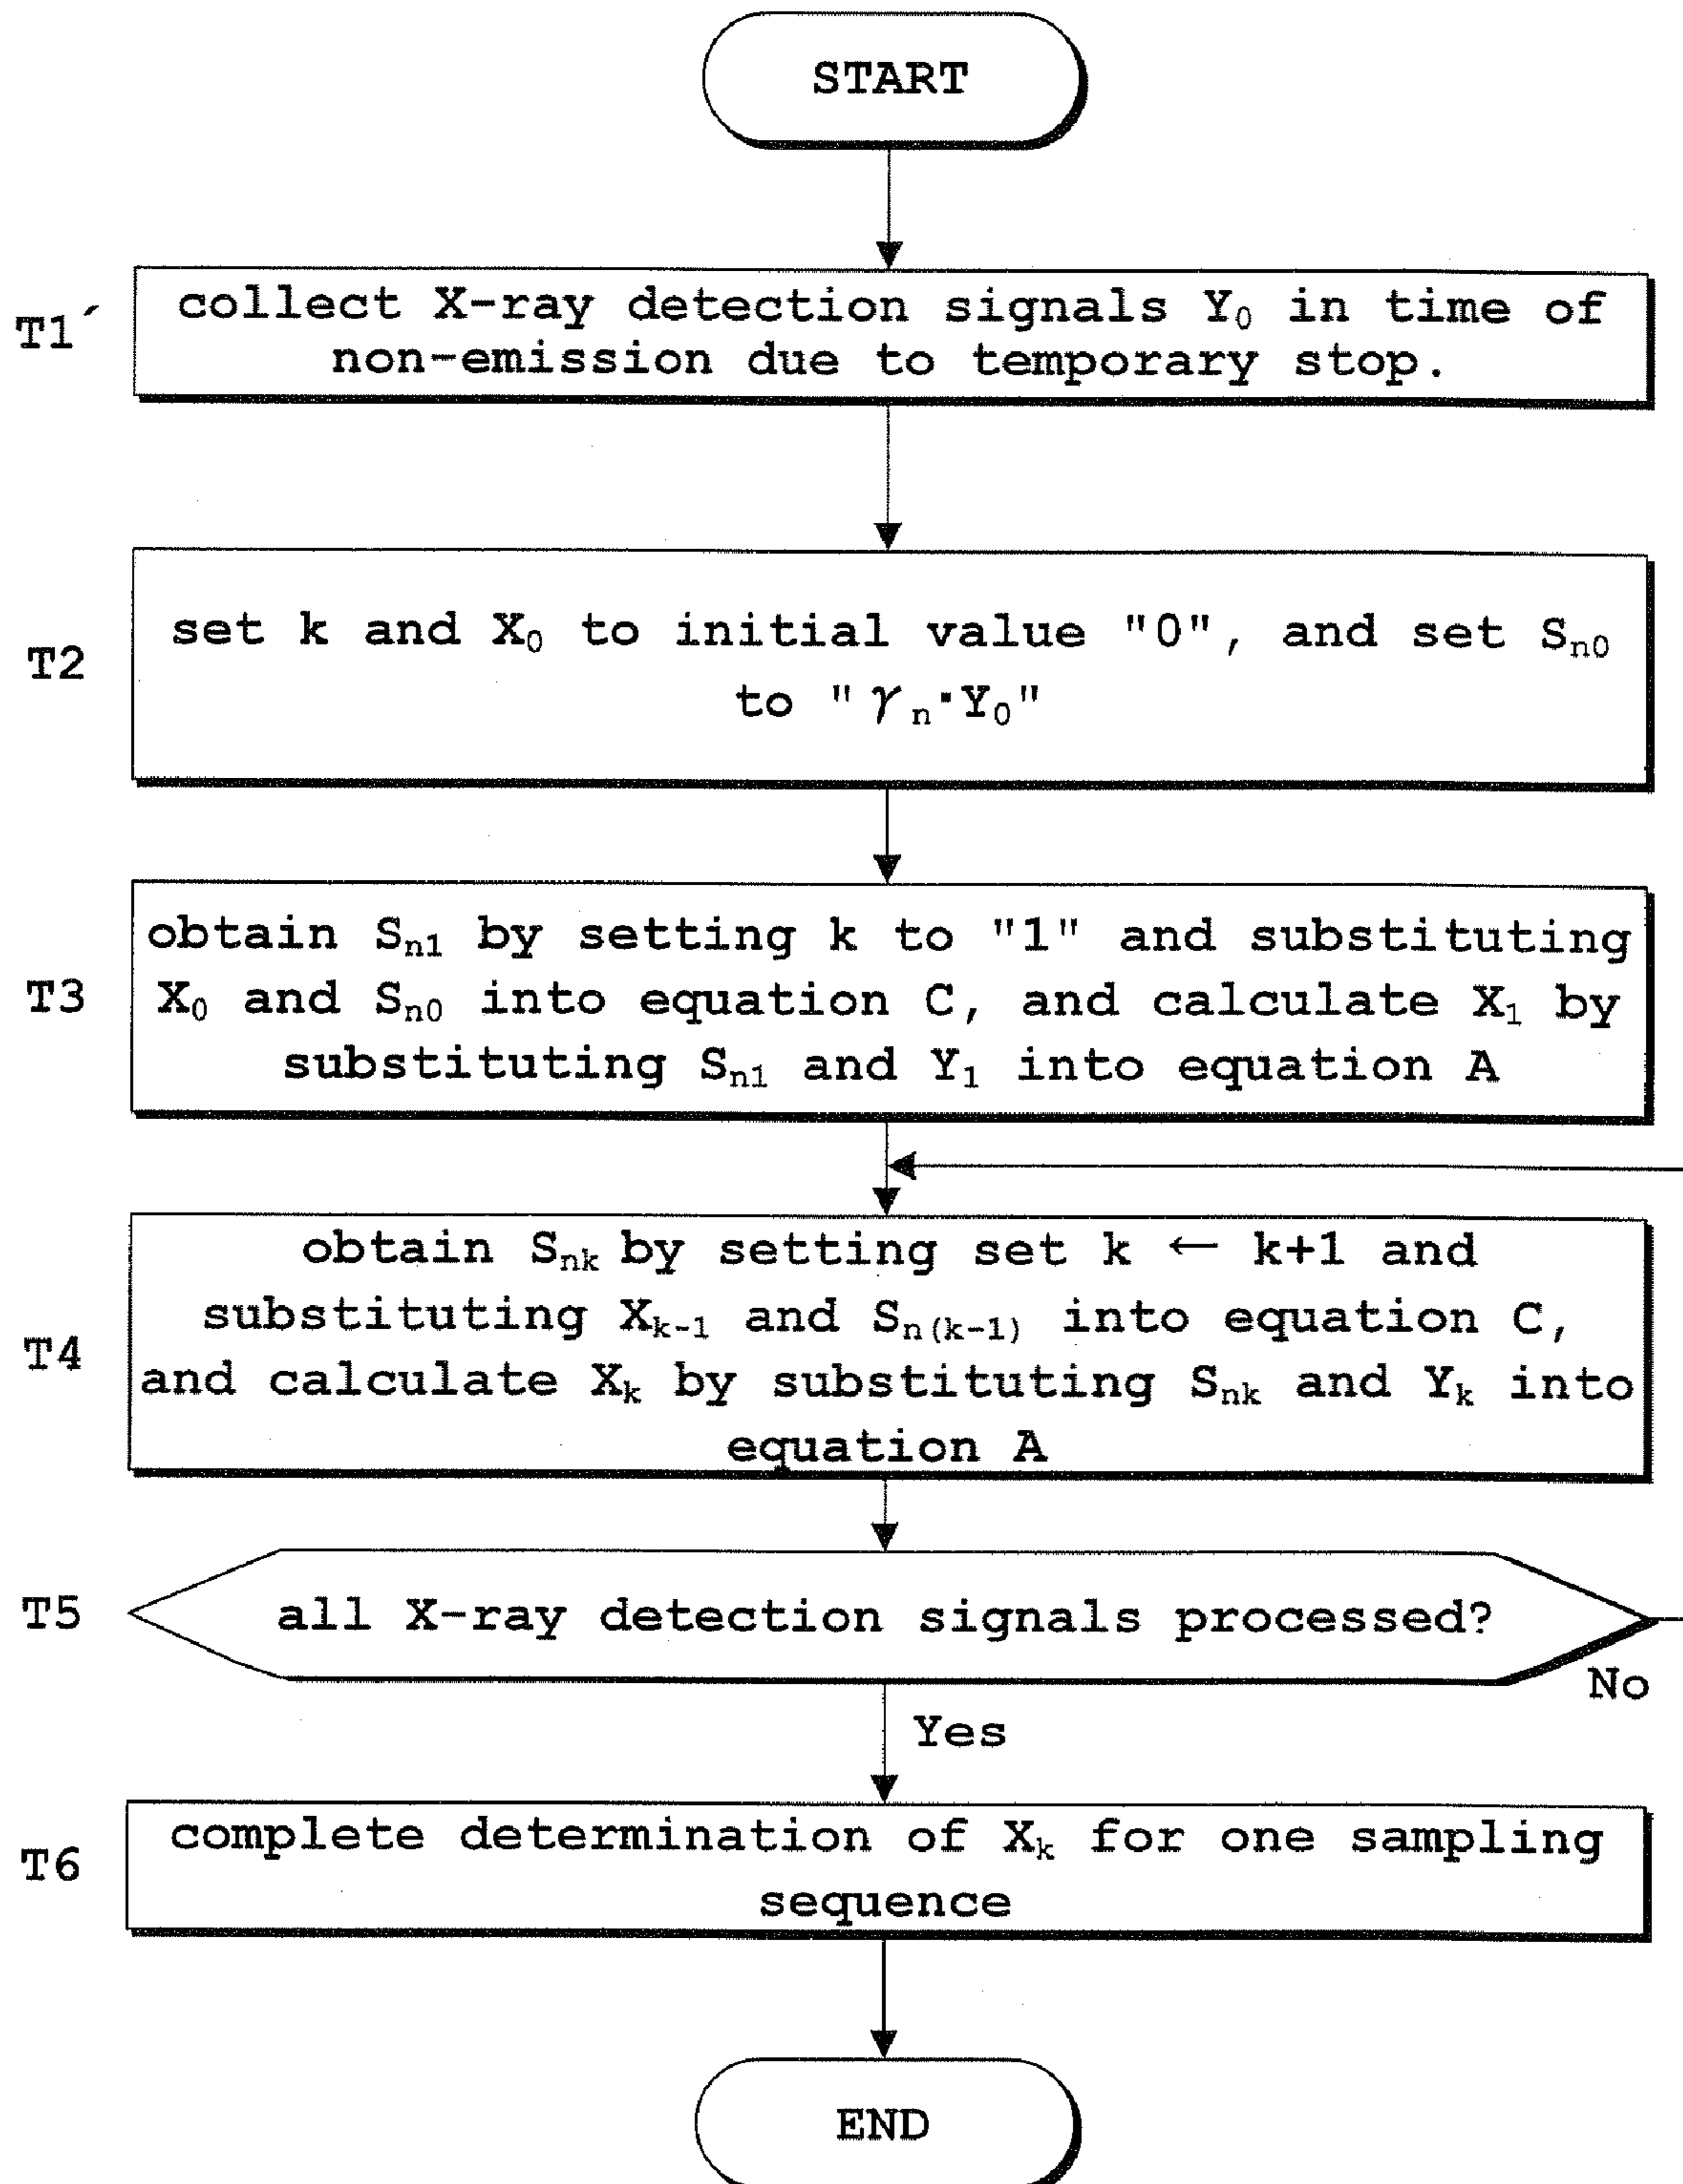 START
T1´
collect X-ray detection signals Y₀ in time of
non-emission due to temporary stop.
T2
set k and X₀ to initial value "0", and set Sₙ₀
to "γₙ·Y₀"
T3
obtain Sₙ₁ by setting k to "1" and substituting
X₀ and Sₙ₀ into equation C, and calculate X₁ by
substituting Sₙ₁ and Y₁ into equation A
T4
obtain Sₙₖ by setting set k ← k+1 and
substituting Xₖ₋₁ and Sₙ₍ₖ₋₁₎ into equation C,
and calculate Xₖ by substituting Sₙₖ and Yₖ into
equation A
T5
all X-ray detection signals processed?
No
Yes
T6
complete determination of Xₖ for one sampling
sequence
END